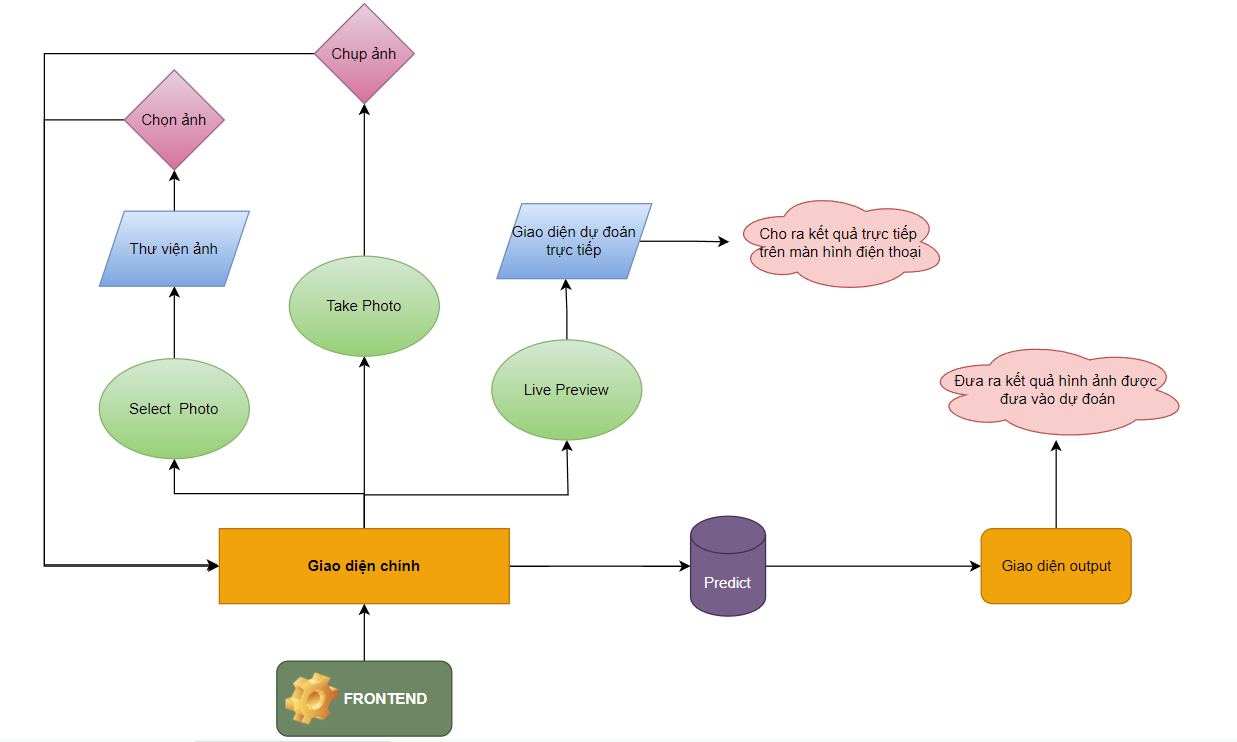 Chụp ảnh
Chọn ảnh
Thư viện ảnh
Giao diện dự đoán
trực tiếp
Cho ra kết quả trực tiếp
trên màn hình điện thoại
Take Photo
Select  Photo
Live Preview
Đưa ra kết quả hình ảnh được
đưa vào dự đoán
Giao diện chính
Predict
Giao diện output
FRONTEND